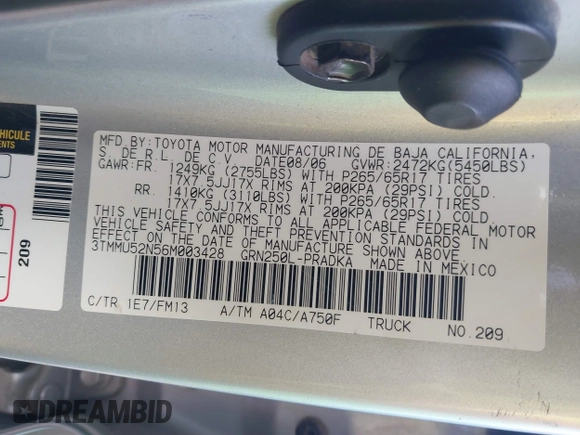 VEHICULE
ENTS
209
MFD.BY:TOYOTA MOTOR MANUFACTURING DE BAJA CALIFORNIA,
S. DE R.L. DE C.V. DATE08/06 GVWR:2472KG(5450LBS)
GAWR:FR. 1249KG (2755LBS) WITH P265/65R17 TIRES
17X7.5JJ17X RIMS AT 200KPA (29PSI) COLD.
RR. 1410KG (3110LBS) WITH P265/65R17 TIRES
17X7.5JJ17X RIMS AT 200KPA (29PSI) COLD.
THIS VEHICLE CONFORMS TO ALL APPLICABLE FEDERAL MOTOR
VEHICLE SAFETY AND THEFT PREVENTION STANDARDS IN
EFFECT ON THE DATE OF MANUFACTURE SHOWN ABOVE.
3TMMU52N56M003428 GRN250L-PRADKA MADE IN MEXICO
C/TR 1E7/FM13 A/TM A04C/A750F TRUCK NO.209
DREAMBID